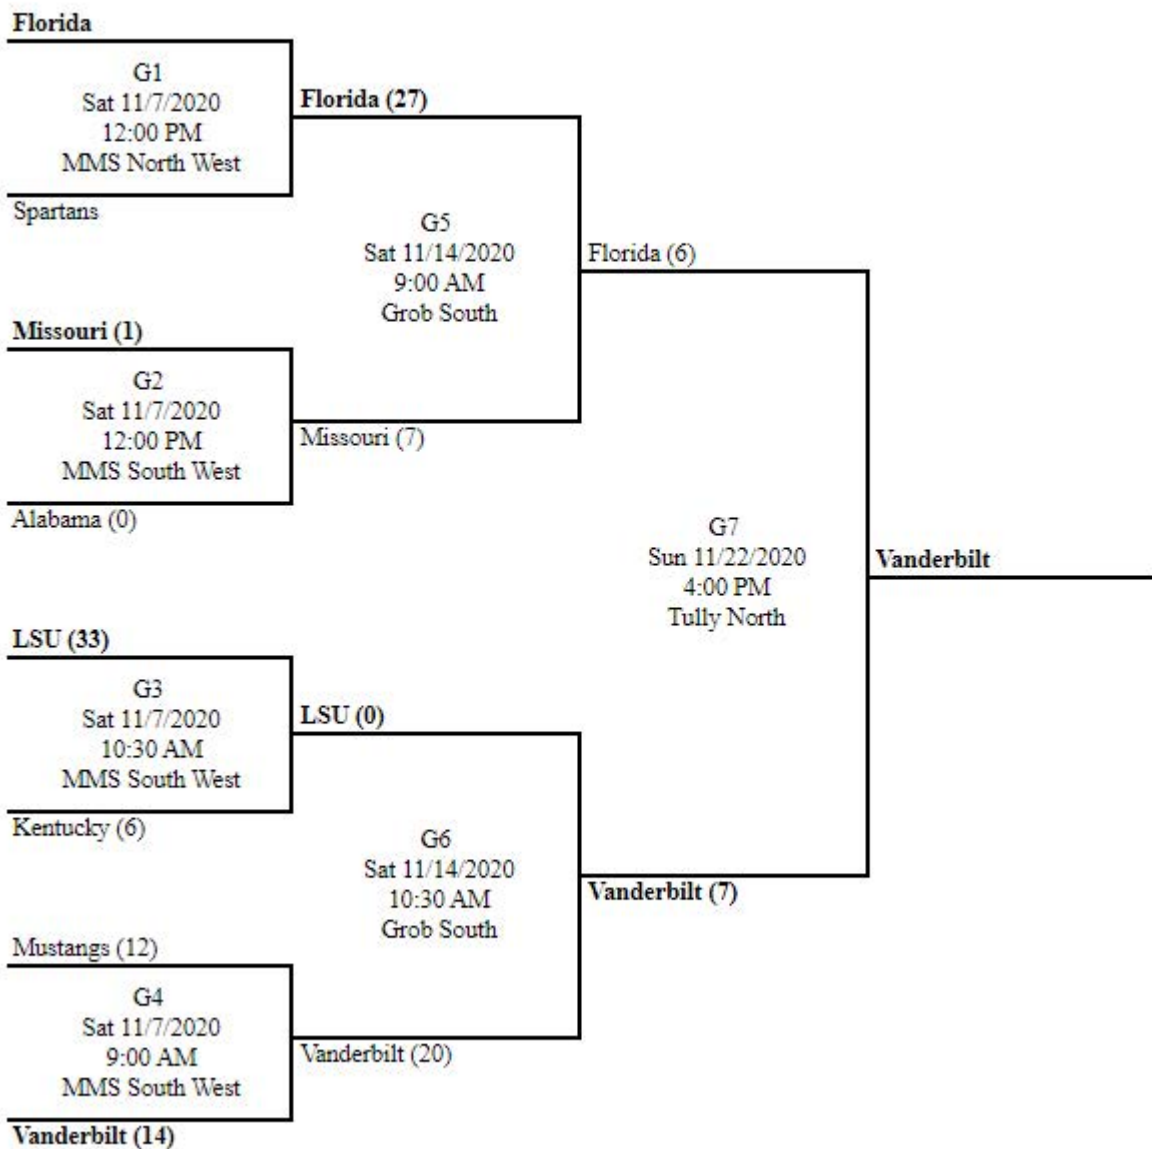 Florida
G1
Sat 11/7/2020
12:00 PM
MMS North West
Spartans
Florida (27)
G5
Sat 11/14/2020
9:00 AM
Grob South
Missouri (1)
G2
Sat 11/7/2020
12:00 PM
MMS South West
Alabama (0)
Missouri (7)
Florida (6)
G7
Sun 11/22/2020
4:00 PM
Tully North
Vanderbilt
LSU (33)
G3
Sat 11/7/2020
10:30 AM
MMS South West
Kentucky (6)
LSU (0)
G6
Sat 11/14/2020
10:30 AM
Grob South
Vanderbilt (7)
Mustangs (12)
G4
Sat 11/7/2020
9:00 AM
MMS South West
Vanderbilt (14)
Vanderbilt (20)